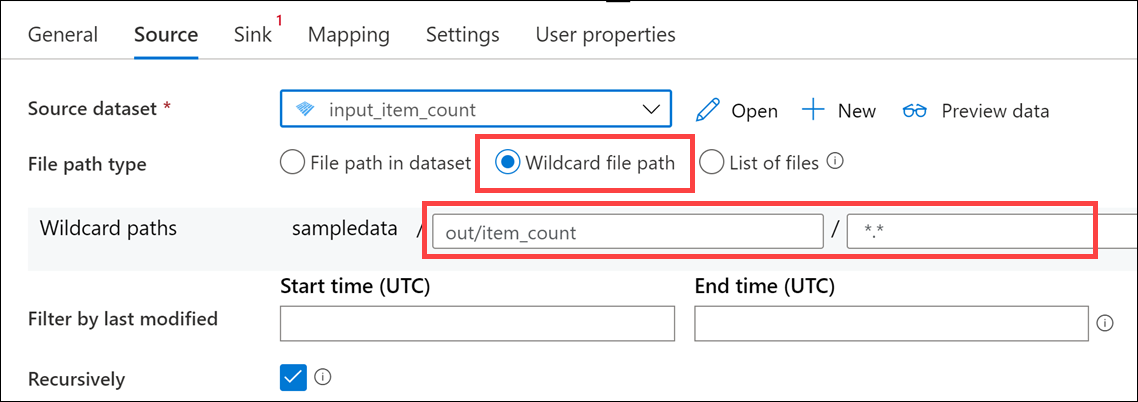 General Source Sink 1 Mapping Settings User properties
Source dataset * input_item_count Open New Preview data
File path type File path in dataset Wildcard file path List of files
Wildcard paths sampledata / out/item_count / *.*
Start time (UTC) End time (UTC)
Filter by last modified
Recursively